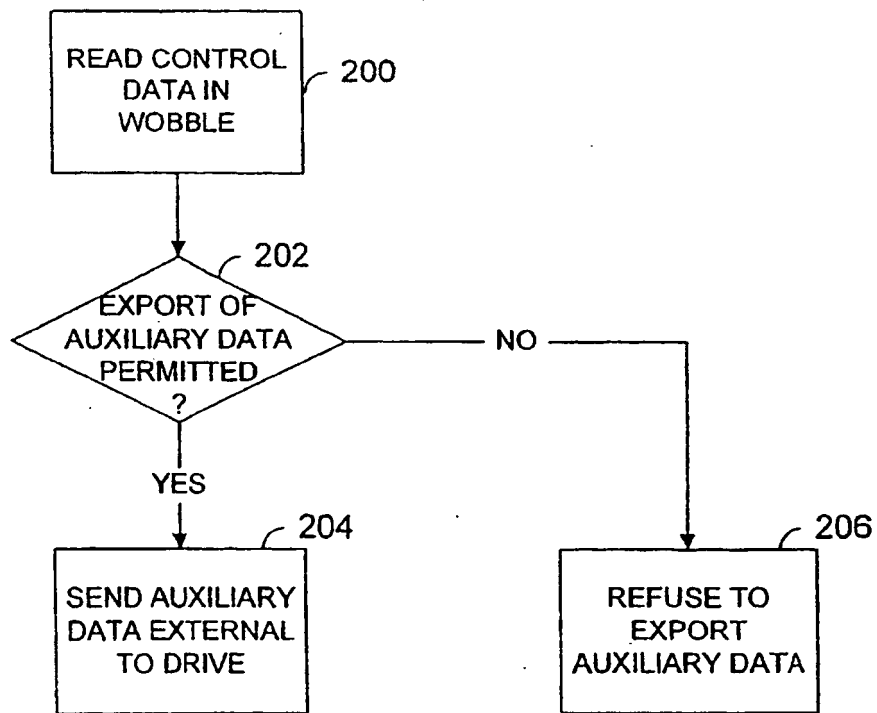 READ CONTROL
DATA IN
WOBBLE
200
202
EXPORT OF
AUXILIARY DATA
PERMITTED
?
NO
YES
204
SEND AUXILIARY
DATA EXTERNAL
TO DRIVE
206
REFUSE TO
EXPORT
AUXILIARY DATA